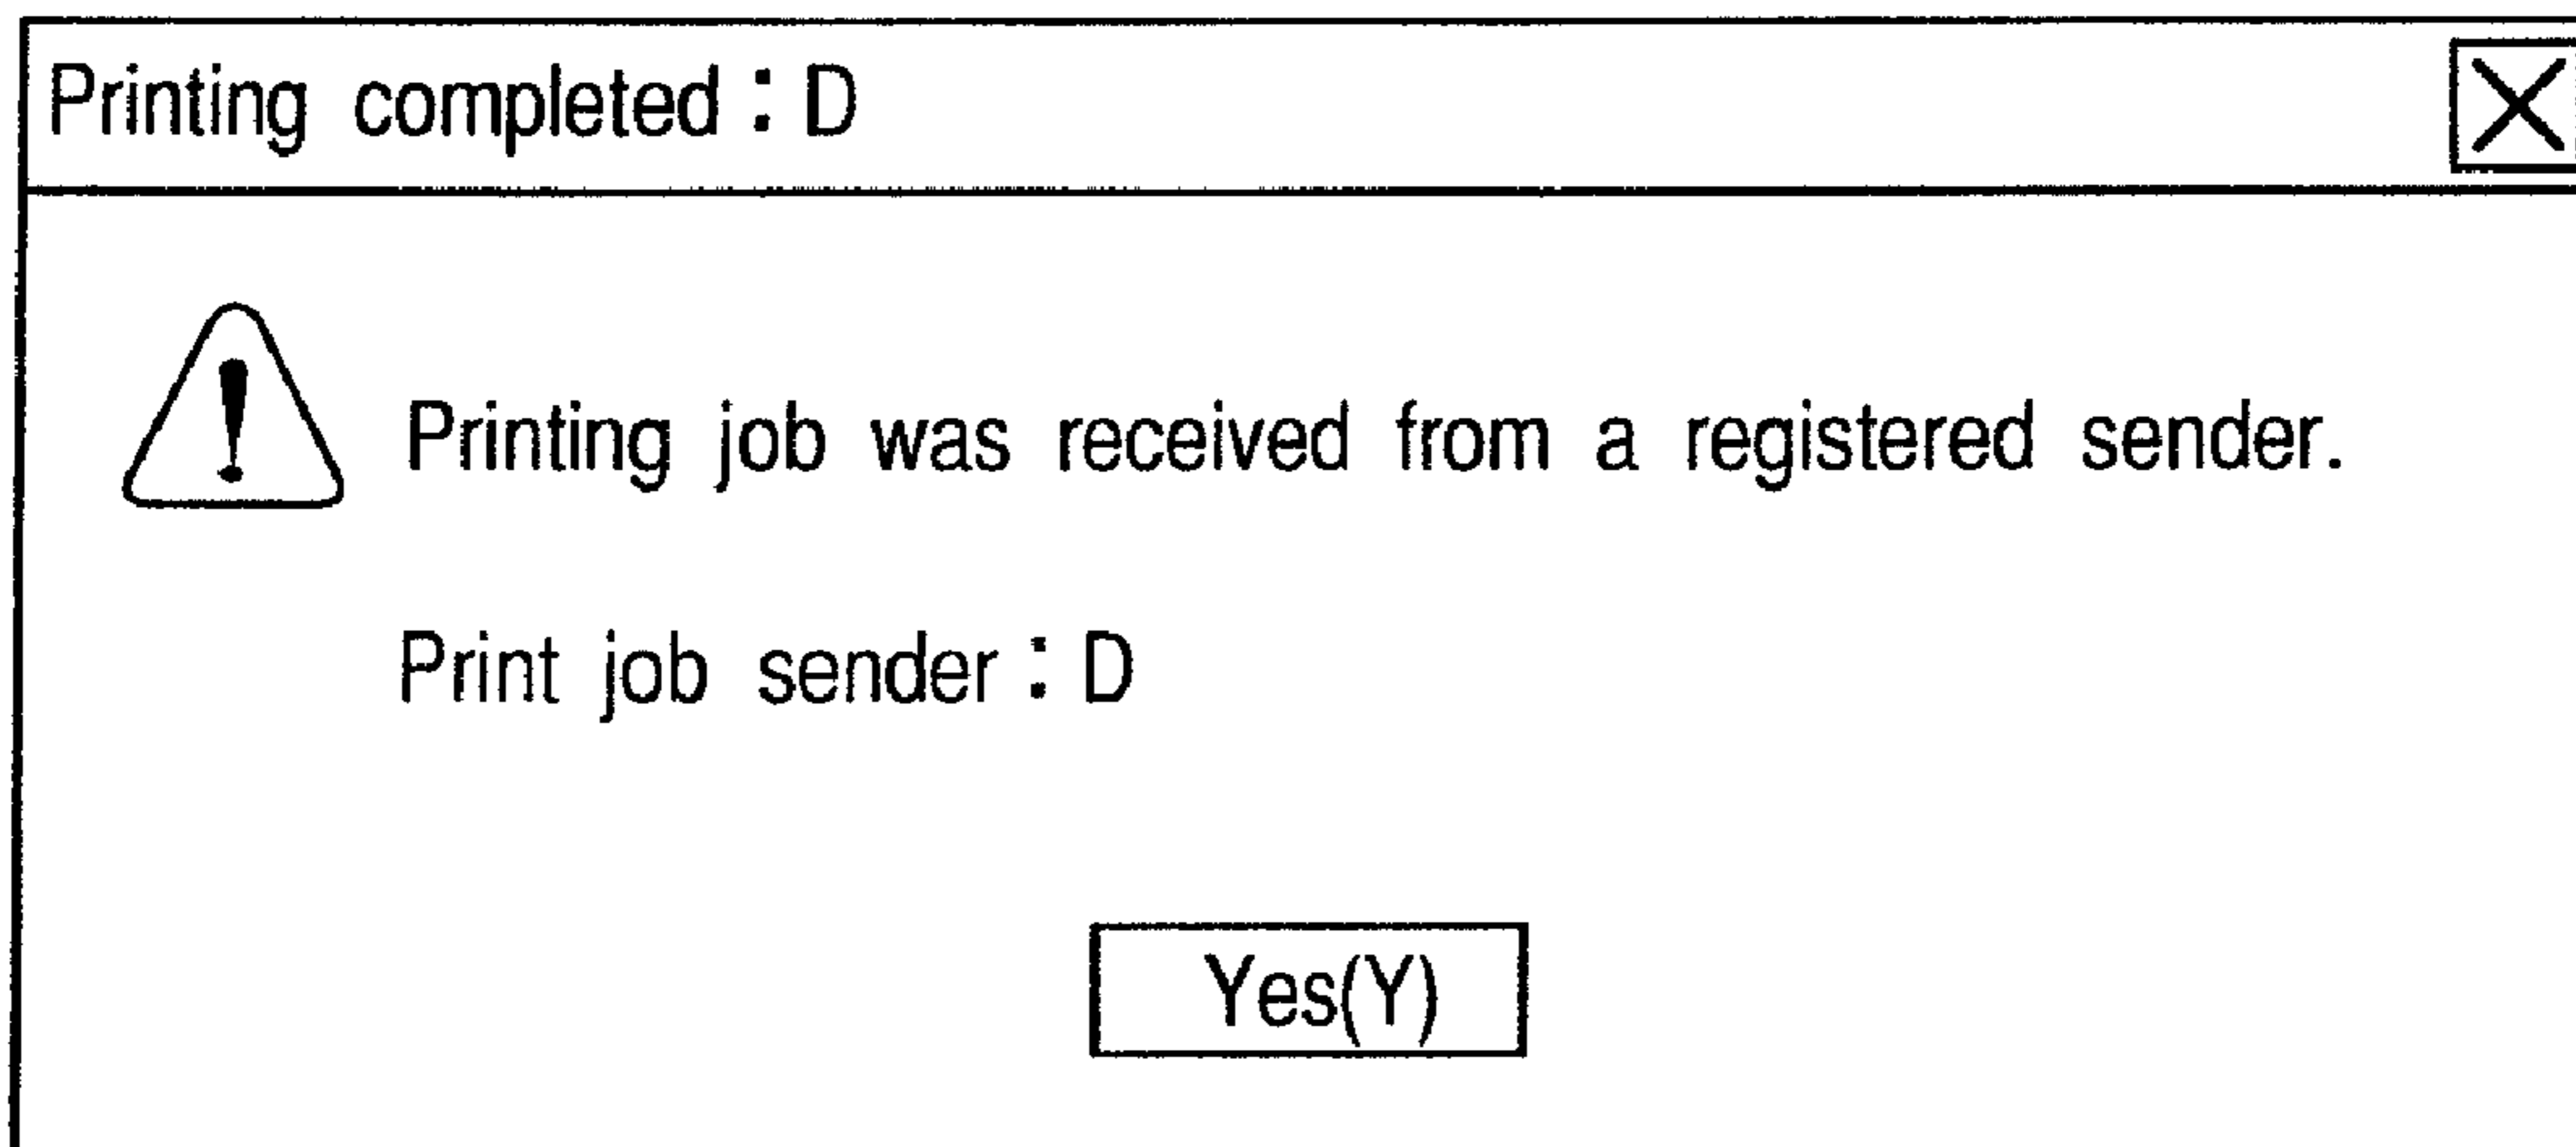 Printing completed : D
Printing job was received from a registered sender.
Print job sender : D
Yes(Y)